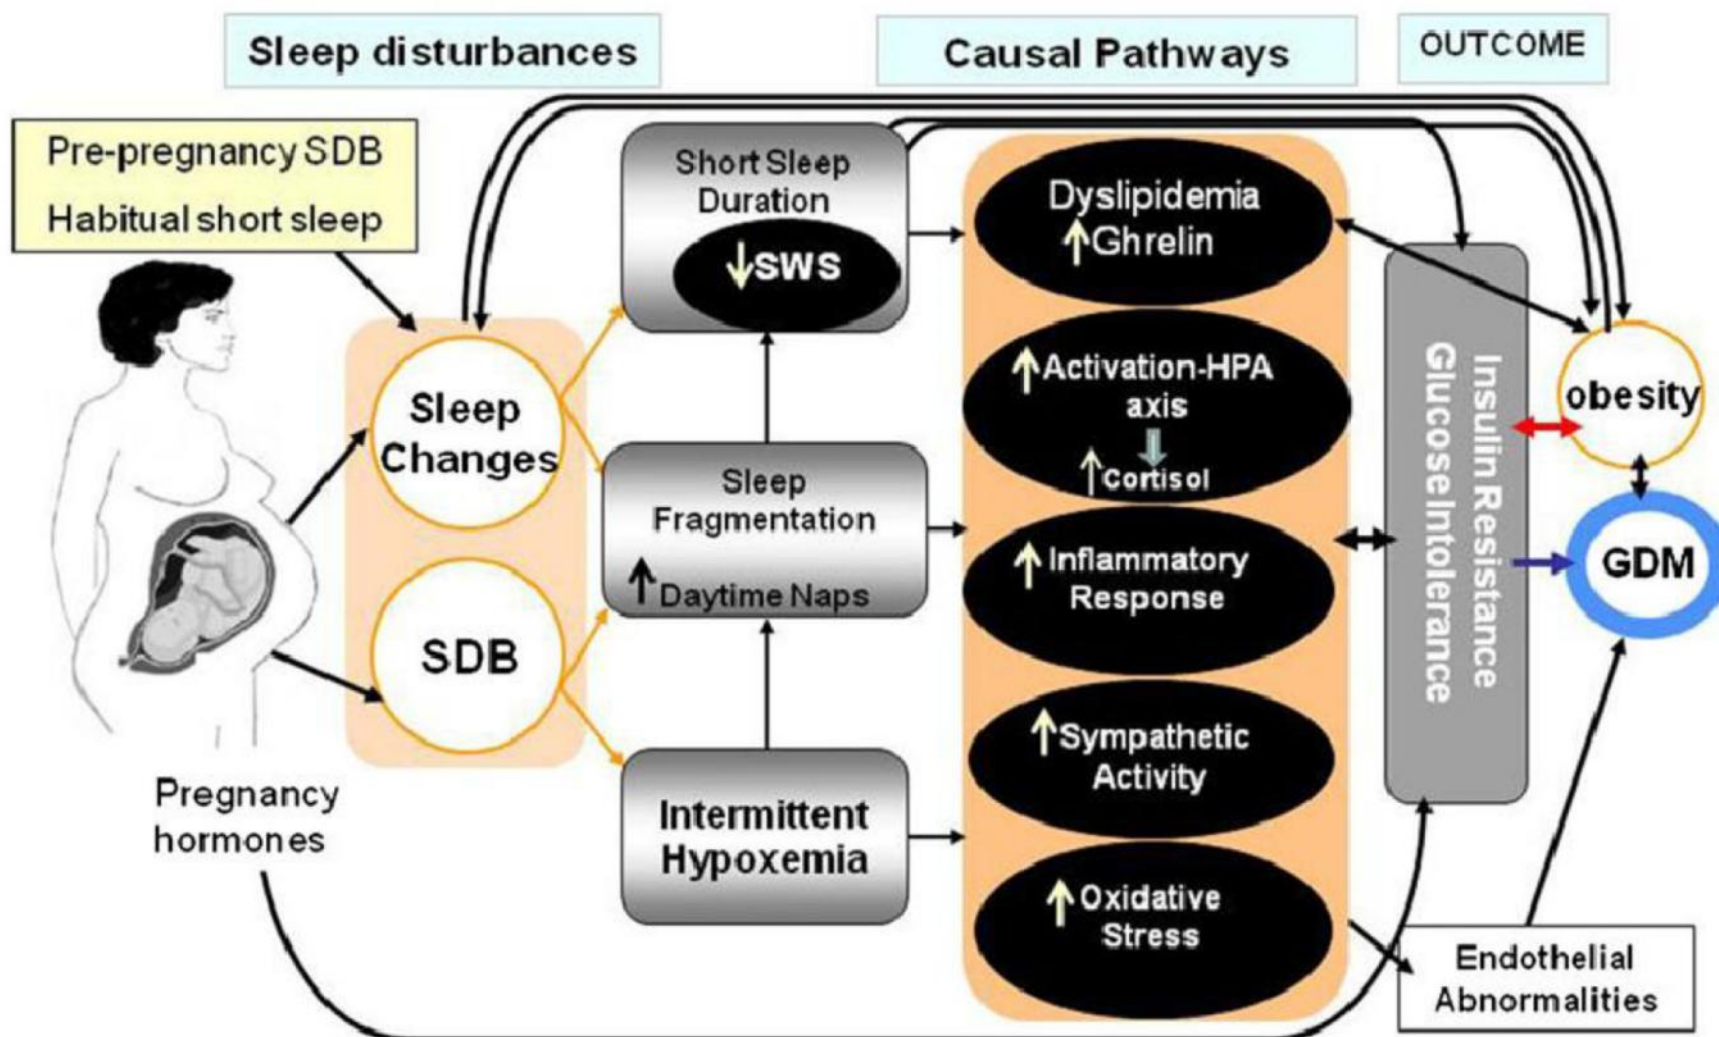 Sleep disturbances
Causal Pathways
OUTCOME
Pre-pregnancy SDB
Habitual short sleep
Short Sleep
Duration
↓SWS
Sleep
Changes
SDB
Sleep
Fragmentation
↑Daytime Naps
Intermittent
Hypoxemia
Pregnancy
hormones
Dyslipidemia
↑Ghrelin
↑Activation-HPA
axis
↑Cortisol
↑Inflammatory
Response
↑Sympathetic
Activity
↑Oxidative
Stress
Insulin Resistance
Glucose Intolerance
obesity
GDM
Endothelial
Abnormalities